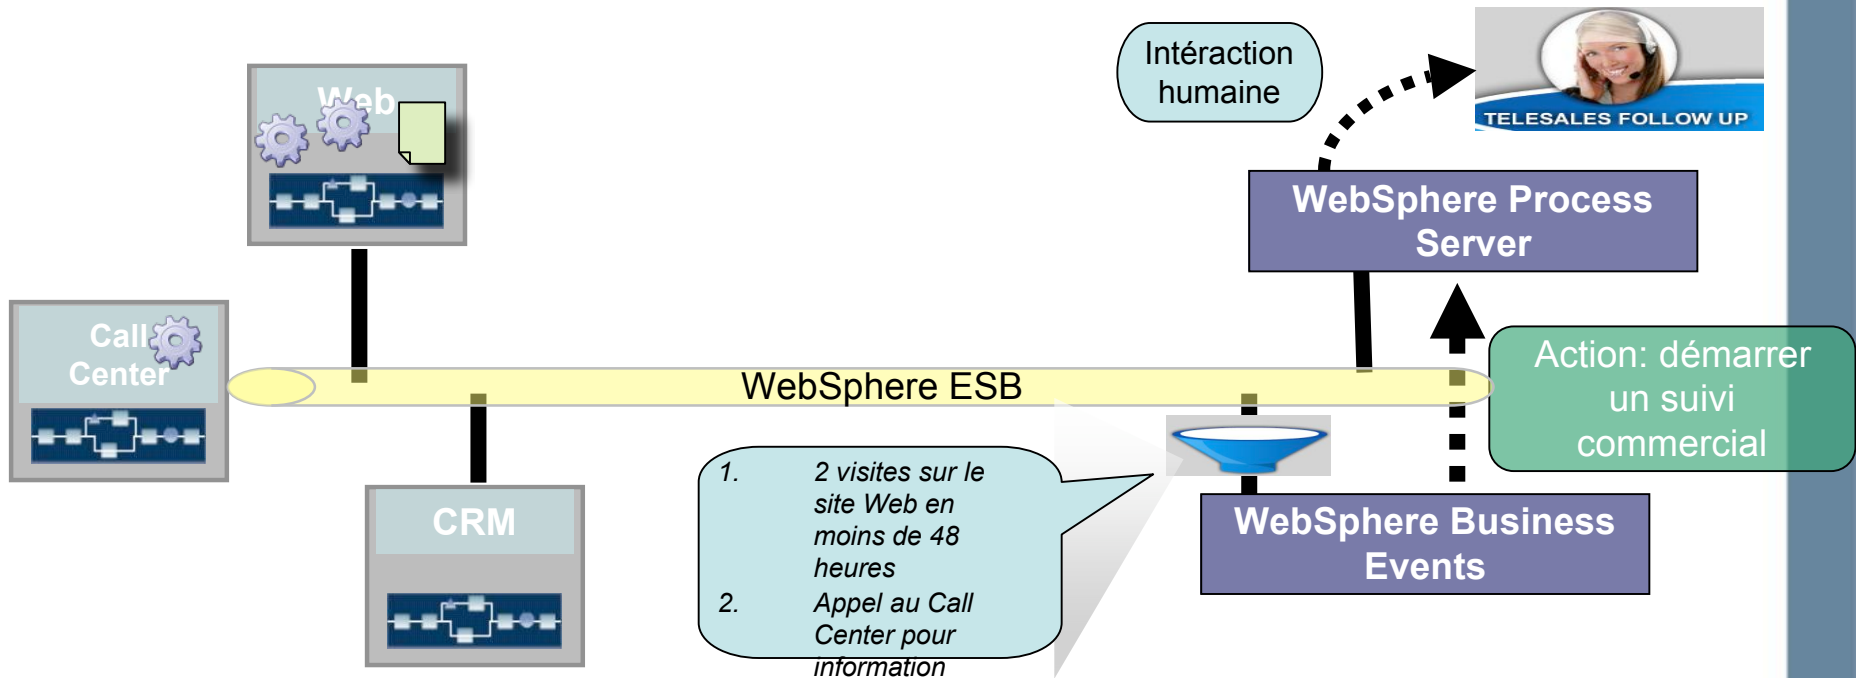 Intéraction
humaine
TELESALES FOLLOW UP
Web
WebSphere Process
Server
Call
Center
WebSphere ESB
Action: démarrer
un suivi
commercial
CRM
1. 2 visites sur le
site Web en
moins de 48
heures
2. Appel au Call
Center pour
information
WebSphere Business
Events